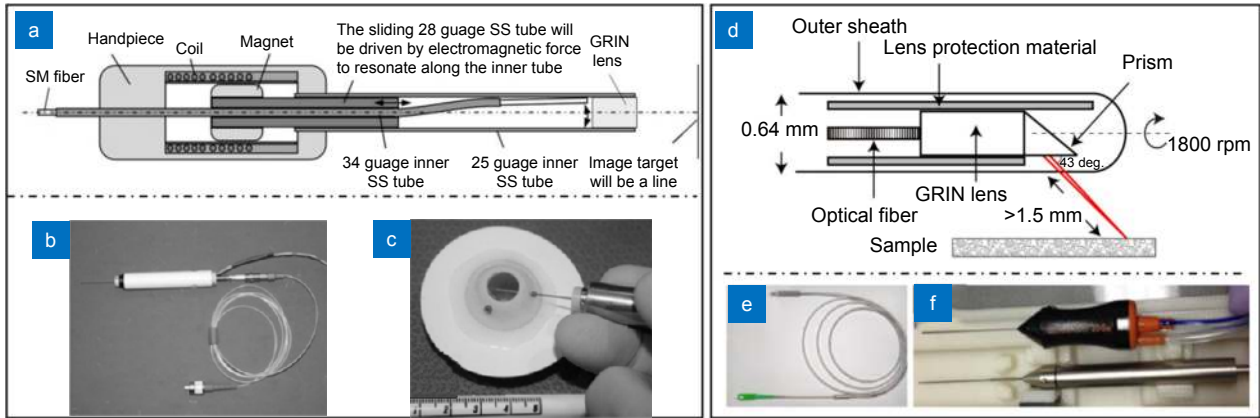 a
Handpiece
Coil
Magnet
SM fiber
The sliding 28 guage SS tube will
be driven by electromagnetic force
to resonate along the inner tube
GRIN
lens
34 guage inner
SS tube
25 guage inner
SS tube
Image target
will be a line
b
c
d
Outer sheath
Lens protection material
Prism
0.64 mm
1800 rpm
43 deg.
GRIN lens
Optical fiber
>1.5 mm
Sample
e
f